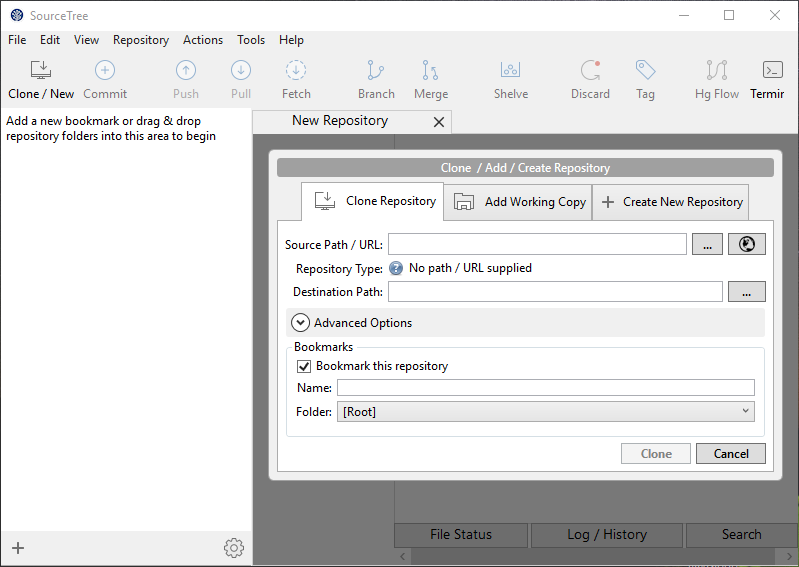 SourceTree
File Edit View Repository Actions Tools Help
Clone / New Commit Push Pull Fetch Branch Merge Shelve Discard Tag Hg Flow Termir
Add a new bookmark or drag & drop
repository folders into this area to begin
New Repository
Clone / Add / Create Repository
Clone Repository Add Working Copy Create New Repository
Source Path / URL: ...
Repository Type: ? No path / URL supplied
Destination Path: ...
Advanced Options
Bookmarks
Bookmark this repository
Name:
Folder: [Root]
Clone Cancel
File Status Log / History Search